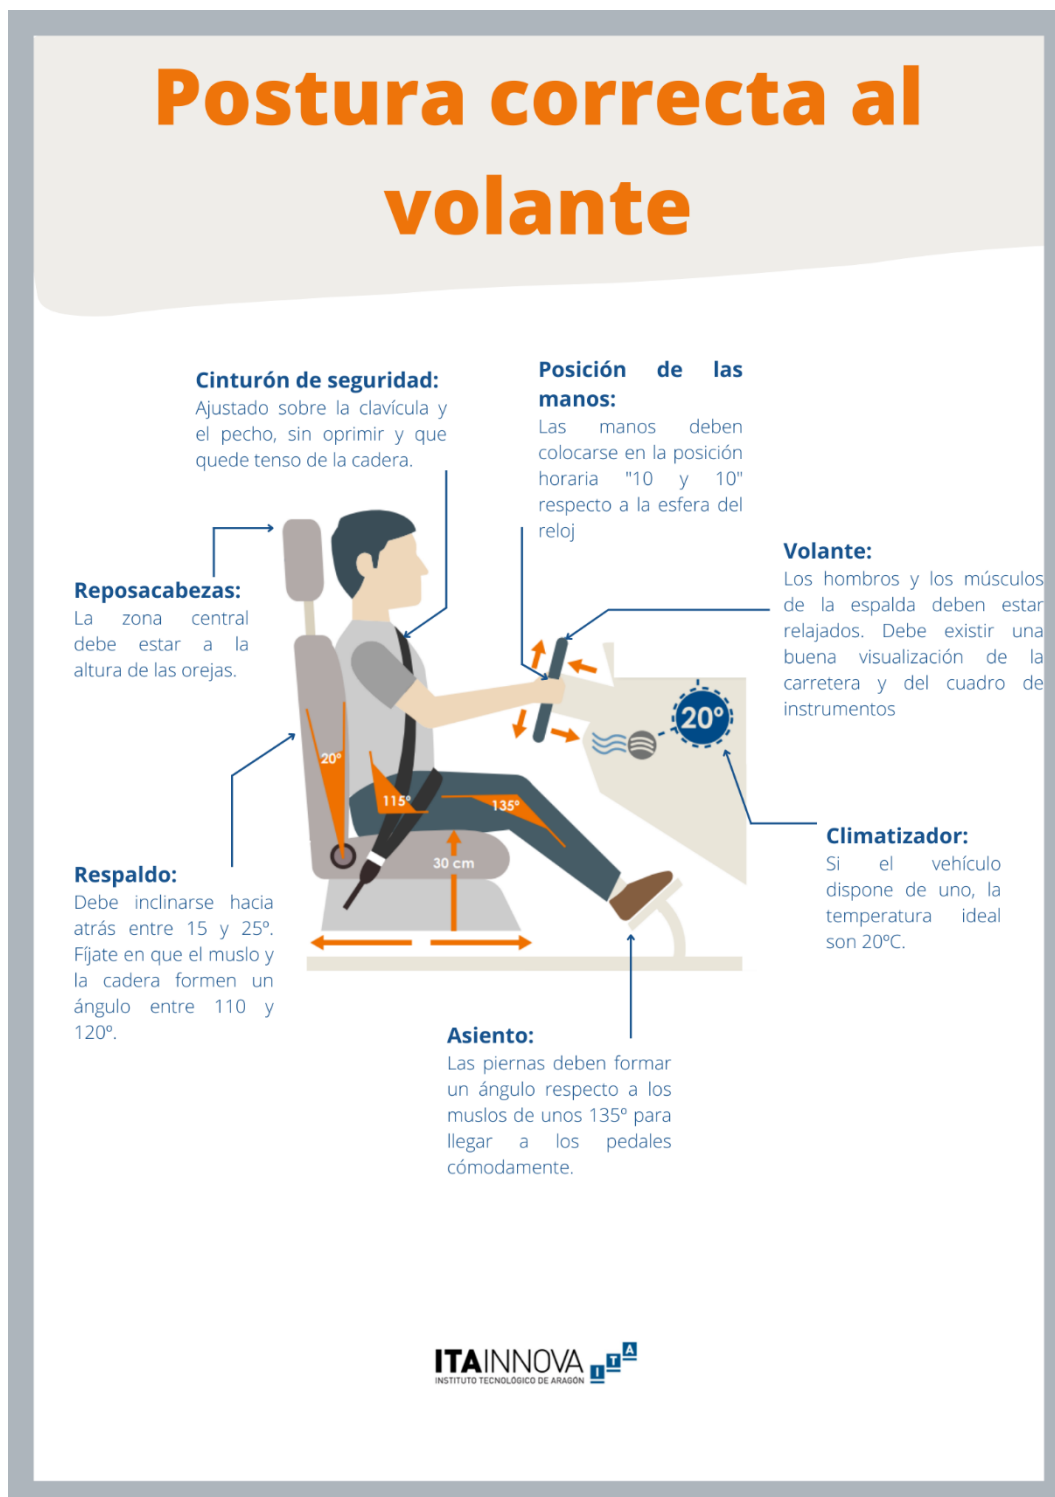 Postura correcta al
volante
Cinturón de seguridad:
Ajustado sobre la clavícula y
el pecho, sin oprimir y que
quede tenso de la cadera.
Posición de las
manos:
Las manos deben
colocarse en la posición
horaria "10 y 10"
respecto a la esfera del
reloj
Volante:
Los hombros y los músculos
de la espalda deben estar
relajados. Debe existir una
buena visualización de la
carretera y del cuadro de
instrumentos
Reposacabezas:
La zona central
debe estar a la
altura de las orejas.
20º
20º
115º
135º
30 cm
Climatizador:
Si el vehículo
dispone de uno, la
temperatura ideal
son 20ºC.
Respaldo:
Debe inclinarse hacia
atrás entre 15 y 25º.
Fíjate en que el muslo y
la cadera formen un
ángulo entre 110 y
120º.
Asiento:
Las piernas deben formar
un ángulo respecto a los
muslos de unos 135º para
llegar a los pedales
cómodamente.
ITAINNOVA
INSTITUTO TECNOLÓGICO DE ARAGÓN
I T A